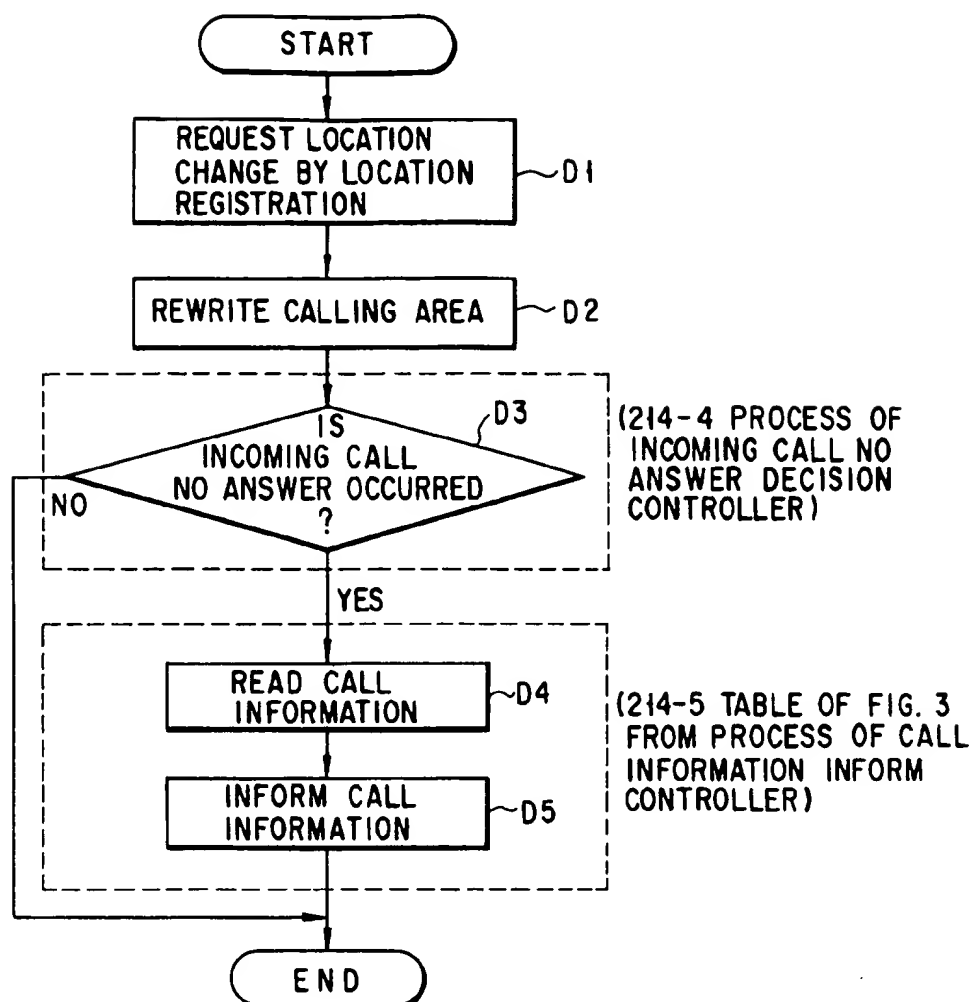 START
REQUEST LOCATION
CHANGE BY LOCATION
REGISTRATION
D1
REWRITE CALLING AREA
D2
IS
INCOMING CALL
NO ANSWER OCCURRED
?
D3
NO
(214-4 PROCESS OF
INCOMING CALL NO
ANSWER DECISION
CONTROLLER)
YES
READ CALL
INFORMATION
D4
INFORM CALL
INFORMATION
D5
(214-5 TABLE OF FIG. 3
FROM PROCESS OF CALL
INFORMATION INFORM
CONTROLLER)
END